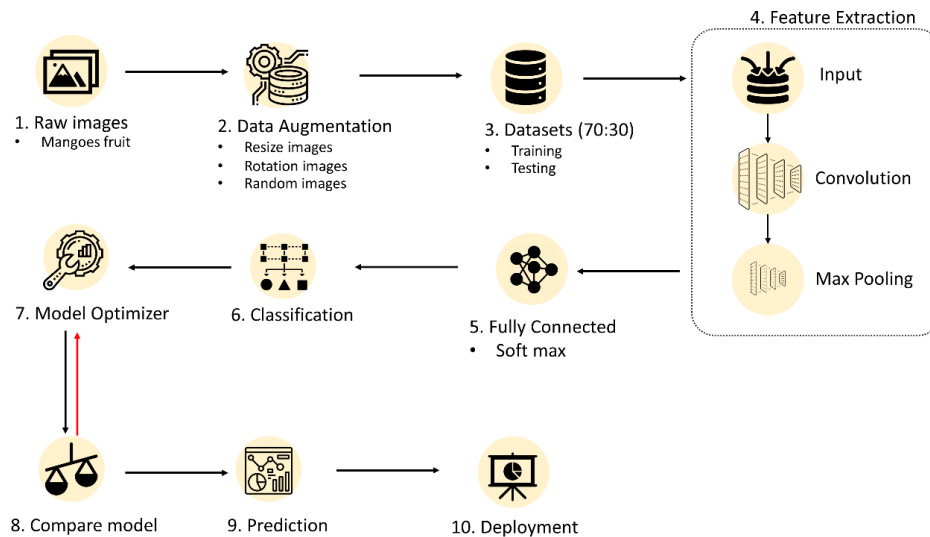 4. Feature Extraction
Input
1. Raw images
• Mangoes fruit
2. Data Augmentation
• Resize images
• Rotation images
• Random images
3. Datasets (70:30)
• Training
• Testing
Convolution
Max Pooling
7. Model Optimizer
6. Classification
5. Fully Connected
• Soft max
8. Compare model
9. Prediction
10. Deployment